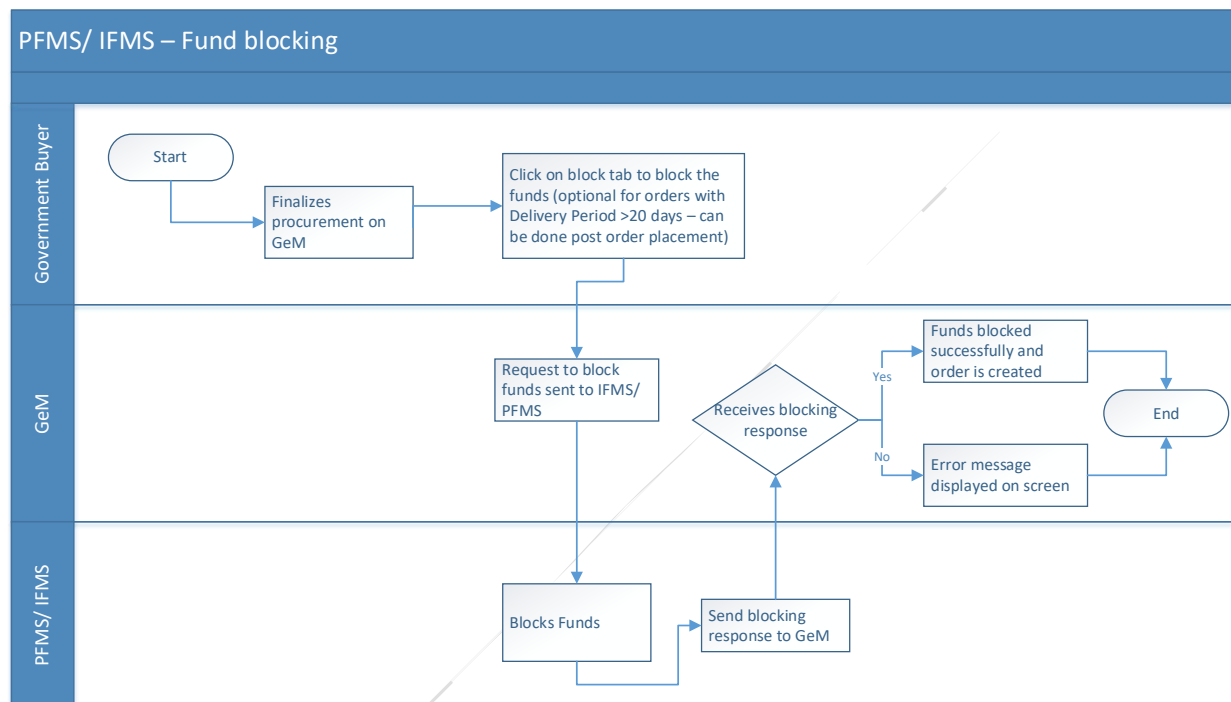 PFMS/ IFMS – Fund blocking
Government Buyer
Start
Finalizes
procurement on
GeM
Click on block tab to block the
funds (optional for orders with
Delivery Period >20 days – can
be done post order placement)
GeM
Request to block
funds sent to IFMS/
PFMS
Receives blocking
response
Yes
No
Funds blocked
successfully and
order is created
Error message
displayed on screen
End
PFMS/ IFMS
Blocks Funds
Send blocking
response to GeM